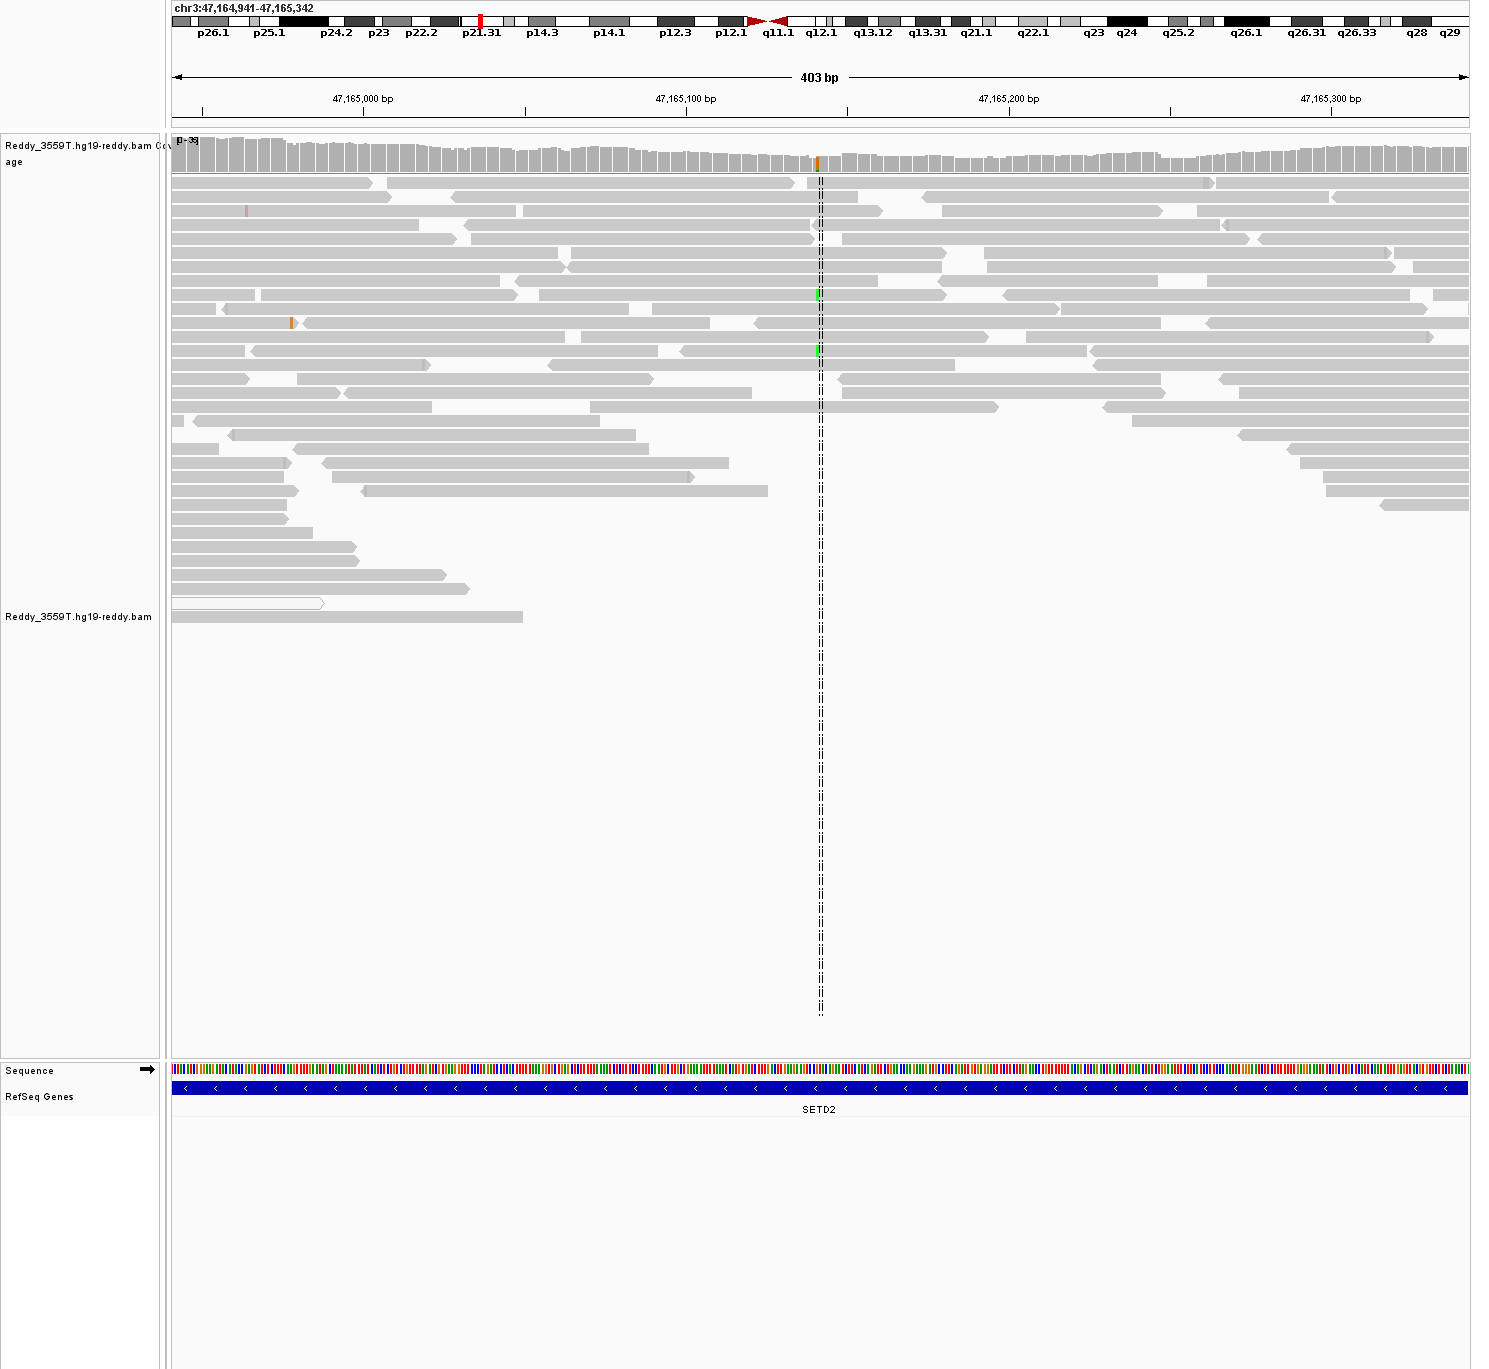 chr3:47,164,941-47,165,342
p26.1 p25.1 p24.2 p23 p22.2 p21.31 p14.3 p14.1 p12.3 p12.1 q11.1 q12.1 q13.12 q13.31 q21.1 q22.1 q23 q24 q25.2 q26.1 q26.31 q26.33 q28 q29
403 bp
47,165,000 bp 47,165,100 bp 47,165,200 bp 47,165,300 bp
Reddy_3559T.hg19-reddy.bam Cov
age
Reddy_3559T.hg19-reddy.bam
Sequence
RefSeq Genes
SETD2